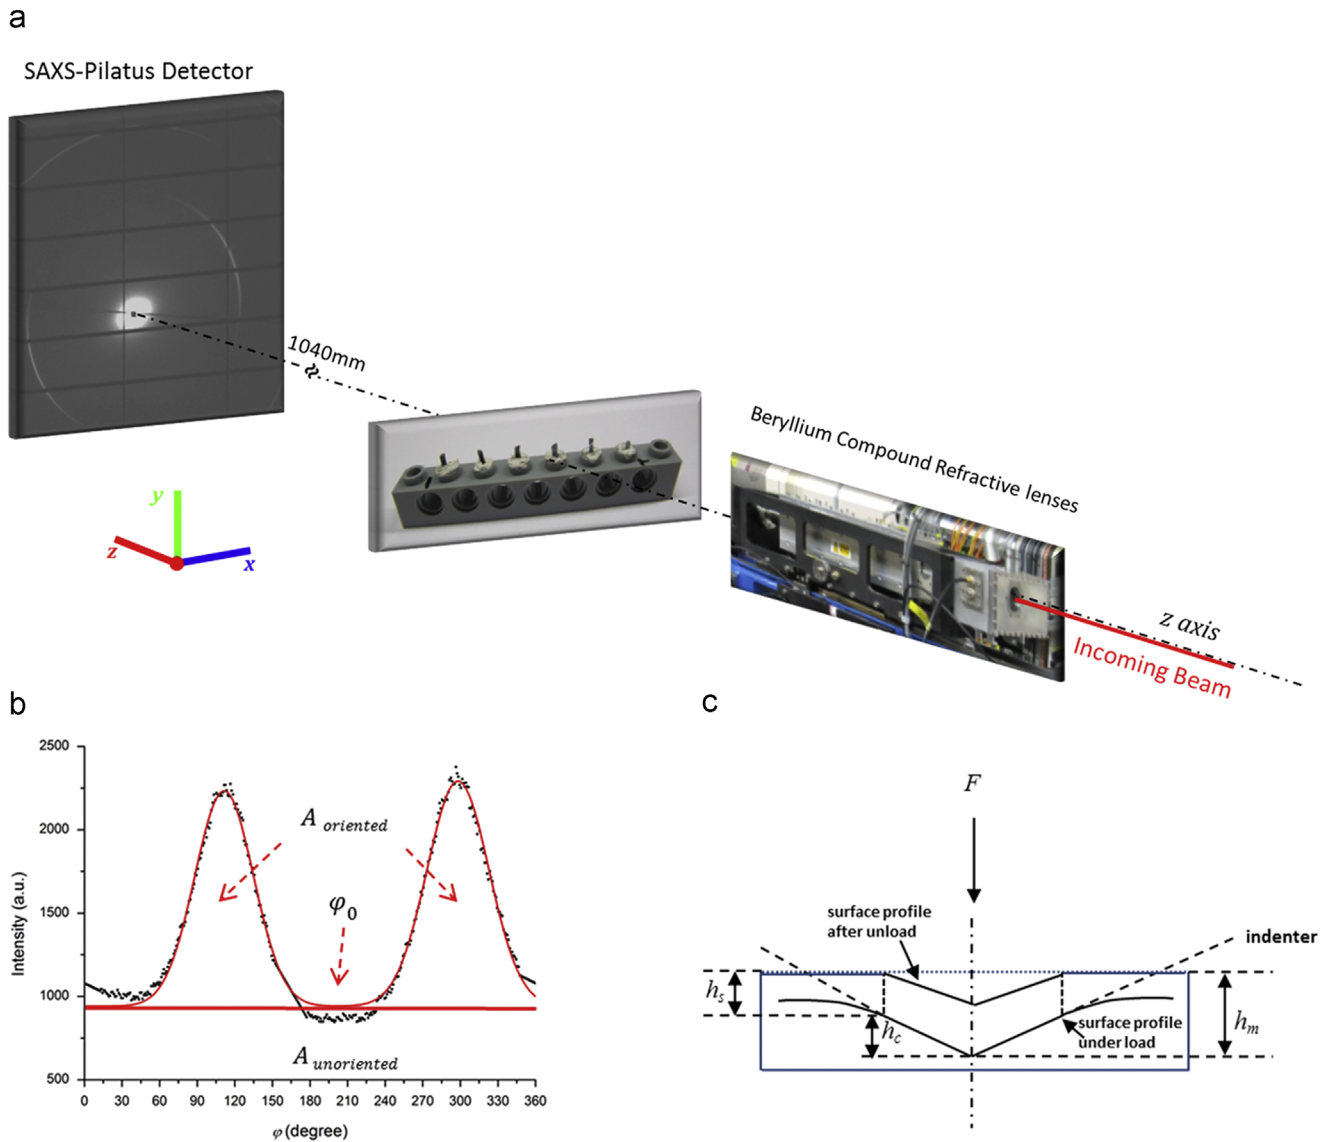 a
SAXS-Pilatus Detector
1040mm
Beryllium Compound Refractive lenses
y
z
x
z axis
Incoming Beam
b
2500
2000
1500
1000
500
Intensity (a.u.)
A oriented
φ0
A unoriented
0 30 60 90 120 150 180 210 240 270 300 330 360
φ (degree)
c
F
surface profile
after unload
indenter
hs
hc
hm
surface profile
under load